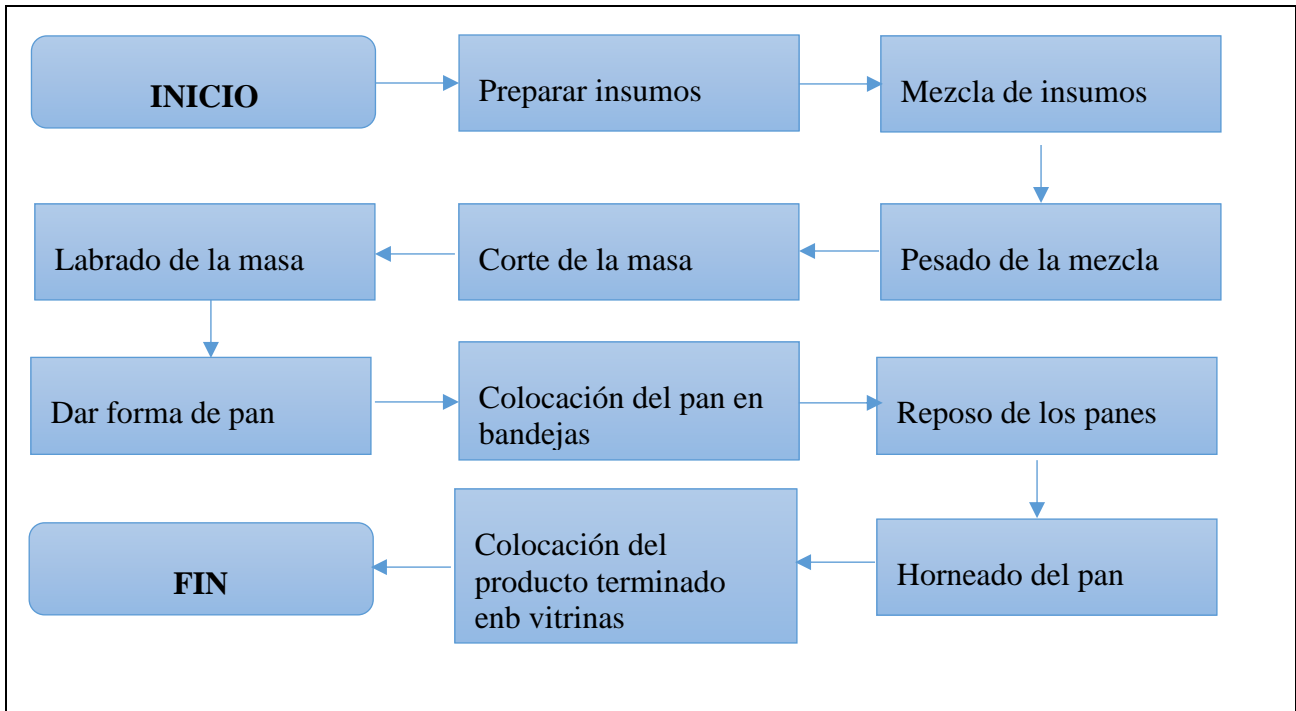 INICIO
Preparar insumos
Mezcla de insumos
Pesado de la mezcla
Corte de la masa
Labrado de la masa
Dar forma de pan
Colocación del pan en
bandejas
Reposo de los panes
Horneado del pan
Colocación del
producto terminado
enb vitrinas
FIN